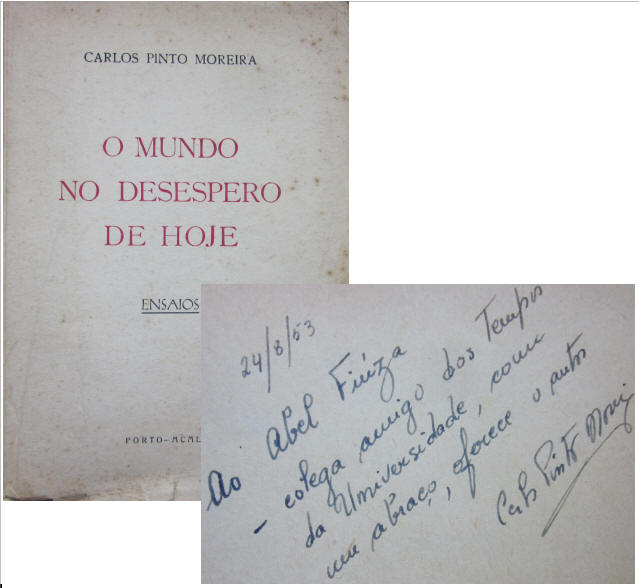 CARLOS PINTO MOREIRA
O MUNDO
NO DESESPERO
DE HOJE
ENSAIOS
PORTO-MCML
24/8/53
Ao Abel Fiúza
- colega amigo dos Tempos
da Universidade, com
um abraço, oferece o autor
Carlos Pinto Moreira